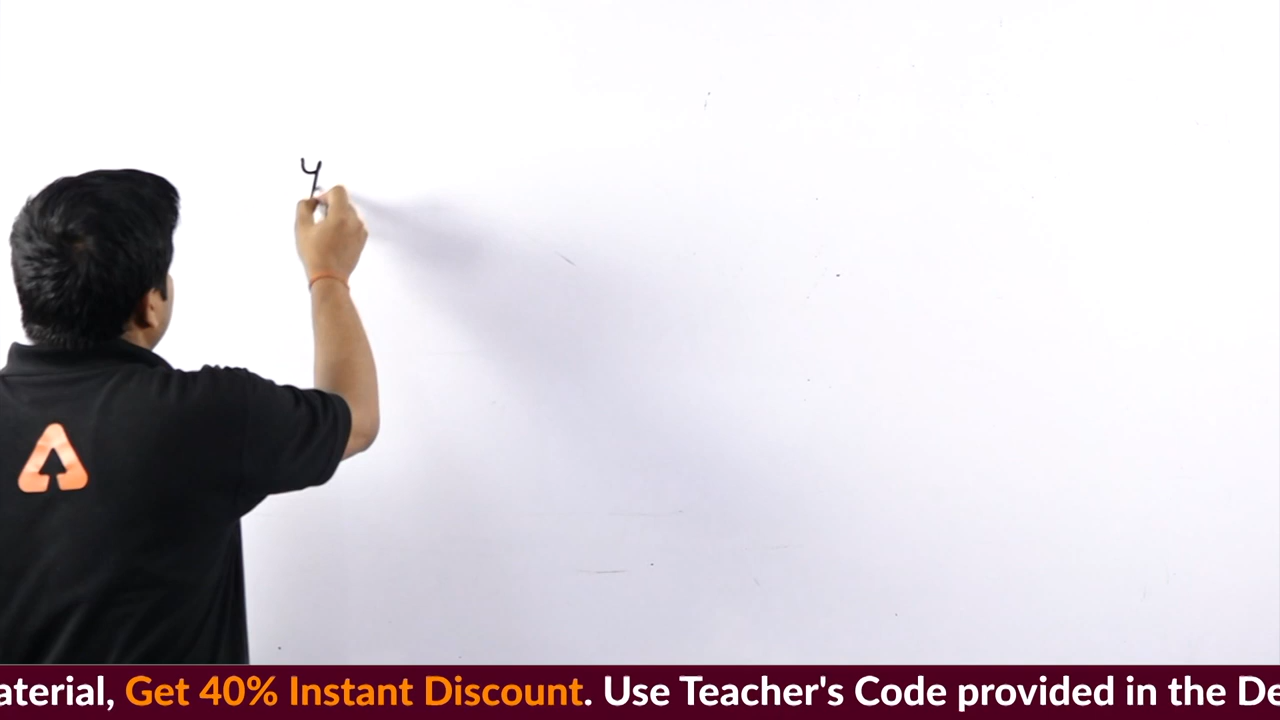 y
aterial, Get 40% Instant Discount. Use Teacher's Code provided in the De